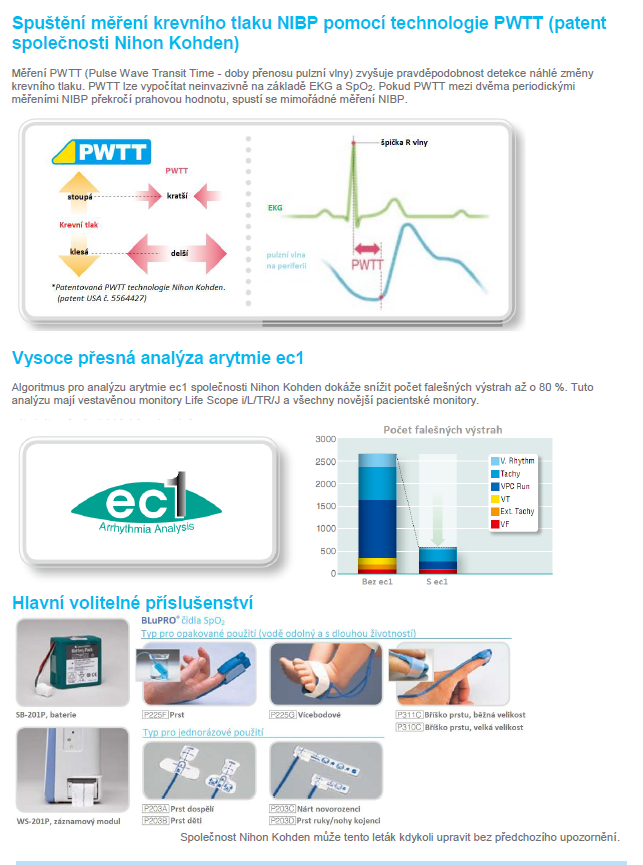 Spuštění měření krevního tlaku NIBP pomocí technologie PWTT (patent
společnosti Nihon Kohden)
Měření PWTT (Pulse Wave Transit Time - doby přenosu pulzní vlny) zvyšuje pravděpodobnost detekce náhlé změny
krevního tlaku. PWTT lze vypočítat neinvazivně na základě EKG a SpO₂. Pokud PWTT mezi dvěma periodickými
měřeními NIBP překročí prahovou hodnotu, spustí se mimořádné měření NIBP.
PWTT
PWTT
stoupá
kratší
Krevní tlak
klesá
delší
*Patentovaná PWTT technologie Nihon Kohden.
(patent USA č. 5564427)
špička R vlny
EKG
pulzní vlna
na periférii
PWTT
Vysoce přesná analýza arytmie ec1
Algoritmus pro analýzu arytmie ec1 společnosti Nihon Kohden dokáže snížit počet falešných výstrah až o 80 %. Tuto
analýzu mají vestavěnou monitory Life Scope i/L/TR/J a všechny novější pacientské monitory.
ec1
Arrhythmia Analysis
Počet falešných výstrah
3000
2500
2000
1500
1000
500
0
V. Rhythm
Tachy
VPC Run
VT
Ext. Tachy
VF
Bez ec1
S ec1
Hlavní volitelné příslušenství
BLuPRO® čidla SpO₂
Typ pro opakované použití (vodě odolný a s dlouhou životností)
SB-201P, baterie
P225F Prst
P225G Vícebodové
P311C Bříško prstu, běžná velikost
P310C Bříško prstu, velká velikost
Typ pro jednorázové použití
WS-201P, záznamový modul
P203A Prst dospělí
P203B Prst děti
P203C Nárt novorozenci
P203D Prst ruky/nohy kojenci
Společnost Nihon Kohden může tento leták kdykoli upravit bez předchozího upozornění.